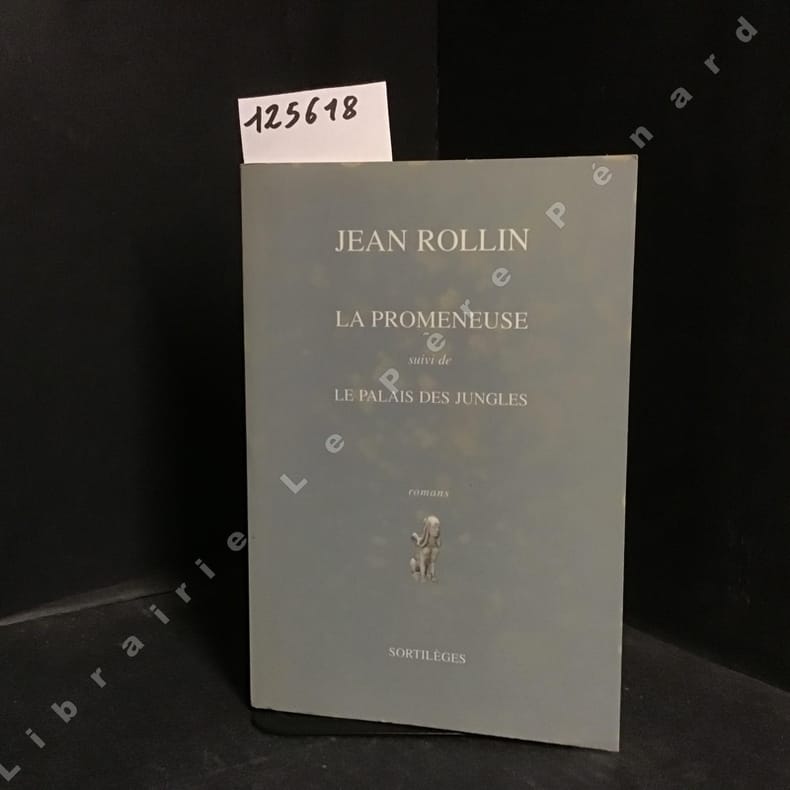 125618
JEAN ROLLIN
LA PROMENEUSE
~
suivi de
LE PALAIS DES JUNGLES
romans
SORTILÈGES
Librairie Le Père Pénard